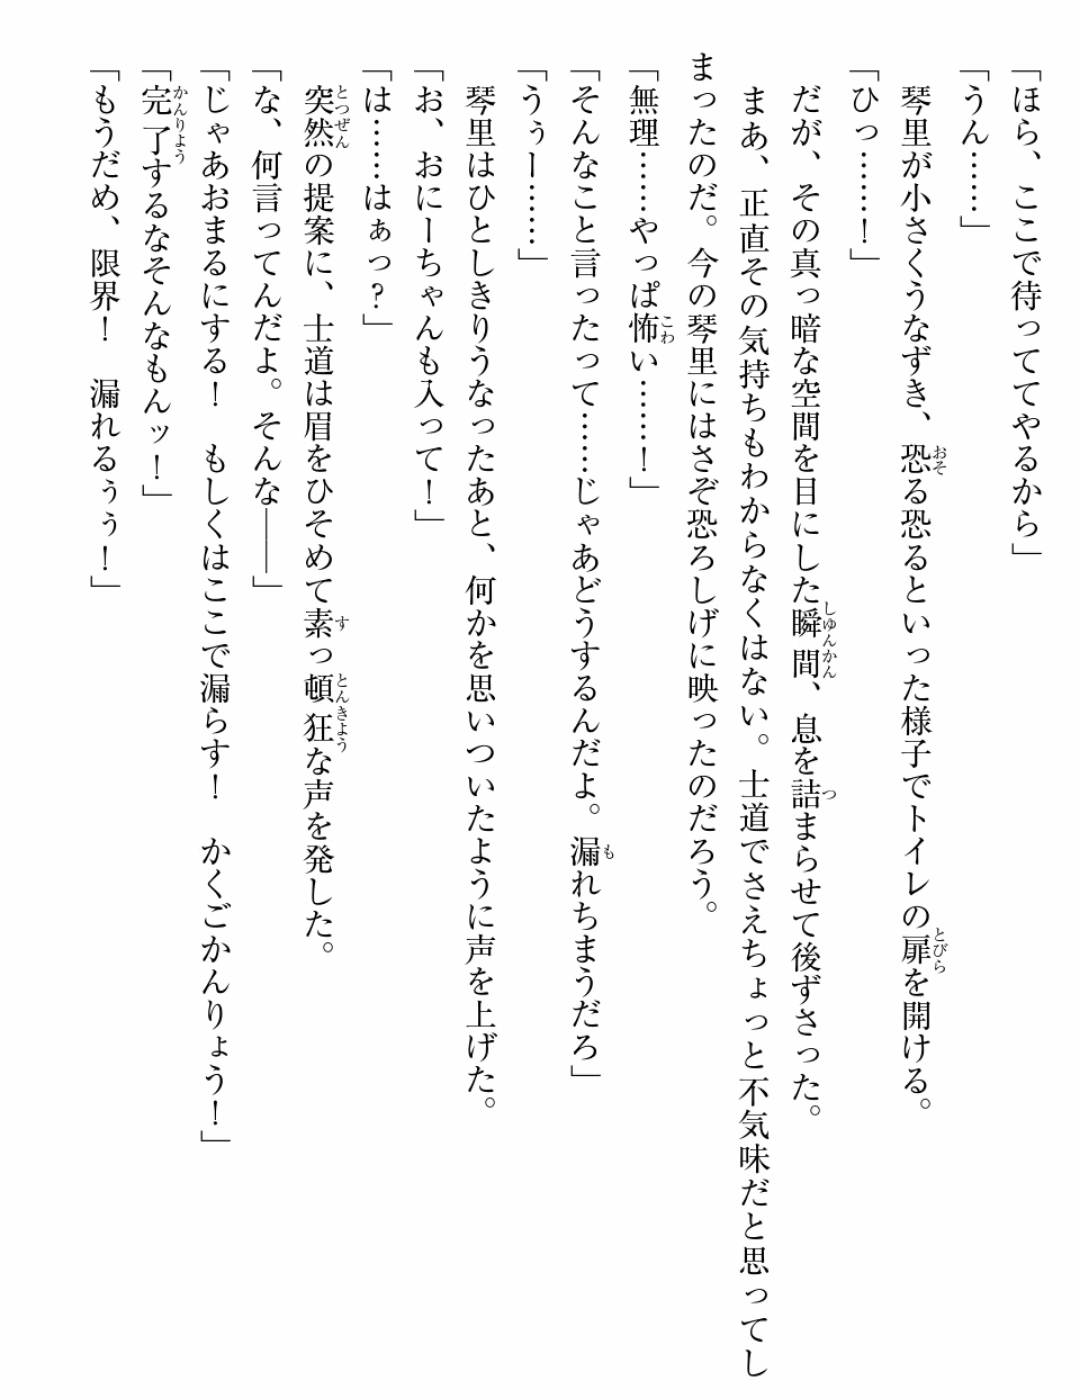 「ほら、ここで待っててやるから」
「うん……」
琴里が小さくうなずき、恐る恐るといった様子でトイレの扉を開ける。
「ひっ……！」
だが、その真っ暗な空間を目にした瞬間、息を詰まらせて後ずさった。
まあ、正直その気持ちもわからなくはない。士道でさえちょっと不気味だと思ってし
まったのだ。今の琴里にはさぞ恐ろしげに映ったのだろう。
「無理……やっぱ怖い……！」
「そんなこと言ったって……じゃあどうするんだよ。漏れちまうだろ」
「うぅー……」
琴里はひとしきりうなったあと、何かを思いついたように声を上げた。
「お、おにーちゃんも入って！」
「は……はぁっ？」
突然の提案に、士道は眉をひそめて素っ頓狂な声を発した。
「な、何言ってんだよ。そんな――」
「じゃあおまるにする！　もしくはここで漏らす！　かくごかんりょう！」
「完了するなそんなもんッ！」
「もうだめ、限界！　漏れるぅぅ！」